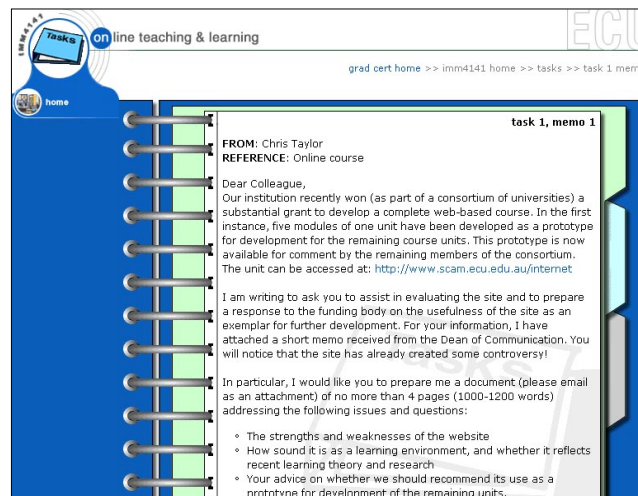 IMM4141
Tasks
on line teaching & learning
ECU
grad cert home >> imm4141 home >> tasks >> task 1 mem
home
task 1, memo 1
FROM: Chris Taylor
REFERENCE: Online course
Dear Colleague,
Our institution recently won (as part of a consortium of universities) a
substantial grant to develop a complete web-based course. In the first
instance, five modules of one unit have been developed as a prototype
for development for the remaining course units. This prototype is now
available for comment by the remaining members of the consortium.
The unit can be accessed at: http://www.scam.ecu.edu.au/internet
I am writing to ask you to assist in evaluating the site and to prepare
a response to the funding body on the usefulness of the site as an
exemplar for further development. For your information, I have
attached a short memo received from the Dean of Communication. You
will notice that the site has already created some controversy!
Tasks
In particular, I would like you to prepare me a document (please email
as an attachment) of no more than 4 pages (1000-1200 words)
addressing the following issues and questions:
° The strengths and weaknesses of the website
° How sound it is as a learning environment, and whether it reflects
recent learning theory and research
° Your advice on whether we should recommend its use as a
prototype for development of the remaining units.